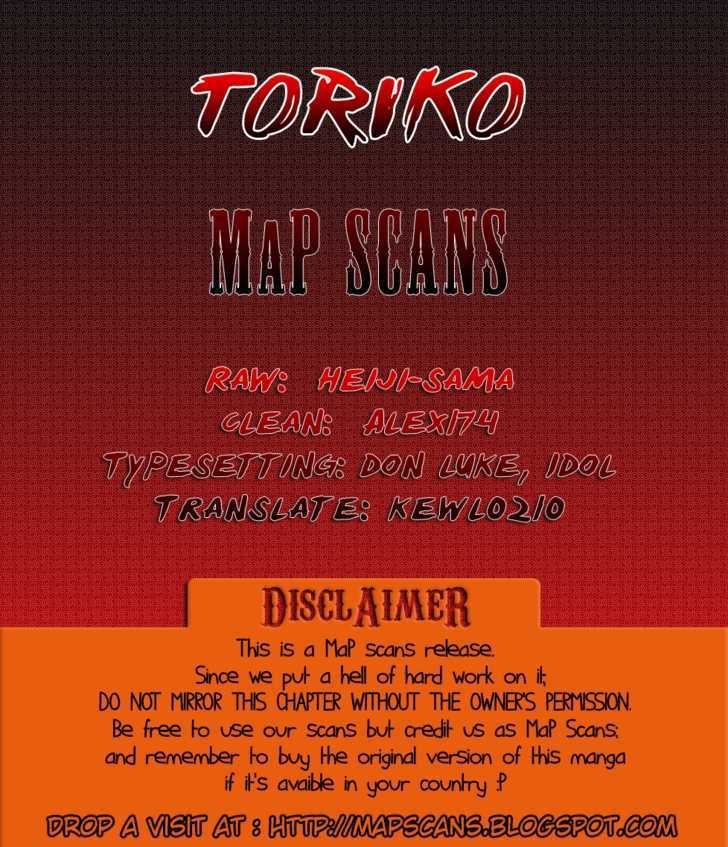 TORIKO
MaP SCANS
RAW: HEIJI-SAMA
CLEAN: ALEX174
TYPESETTING: DON LUKE, IDOL
TRANSLATE: KEWL0210
DISCLAIMER
This is a MaP scans release.
Since we put a hell of hard work on it,
DO NOT MIRROR THIS CHAPTER WITHOUT THE OWNER'S PERMISSION.
Be free to use our scans but credit us as MaP Scans;
and remember to buy the original version of this manga
if it's avaible in your country :P
DROP A VISIT AT : HTTP://MAPSCANS.BLOGSPOT.COM